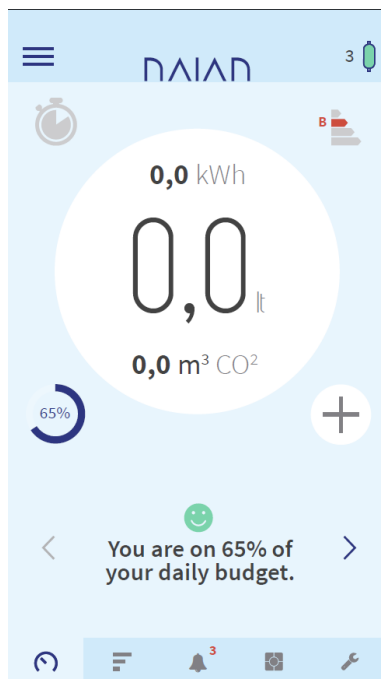 3
NAIAD
B
0,0 kWh
0,0 lt
0,0 m³ CO²
65%
You are on 65% of
your daily budget.
3